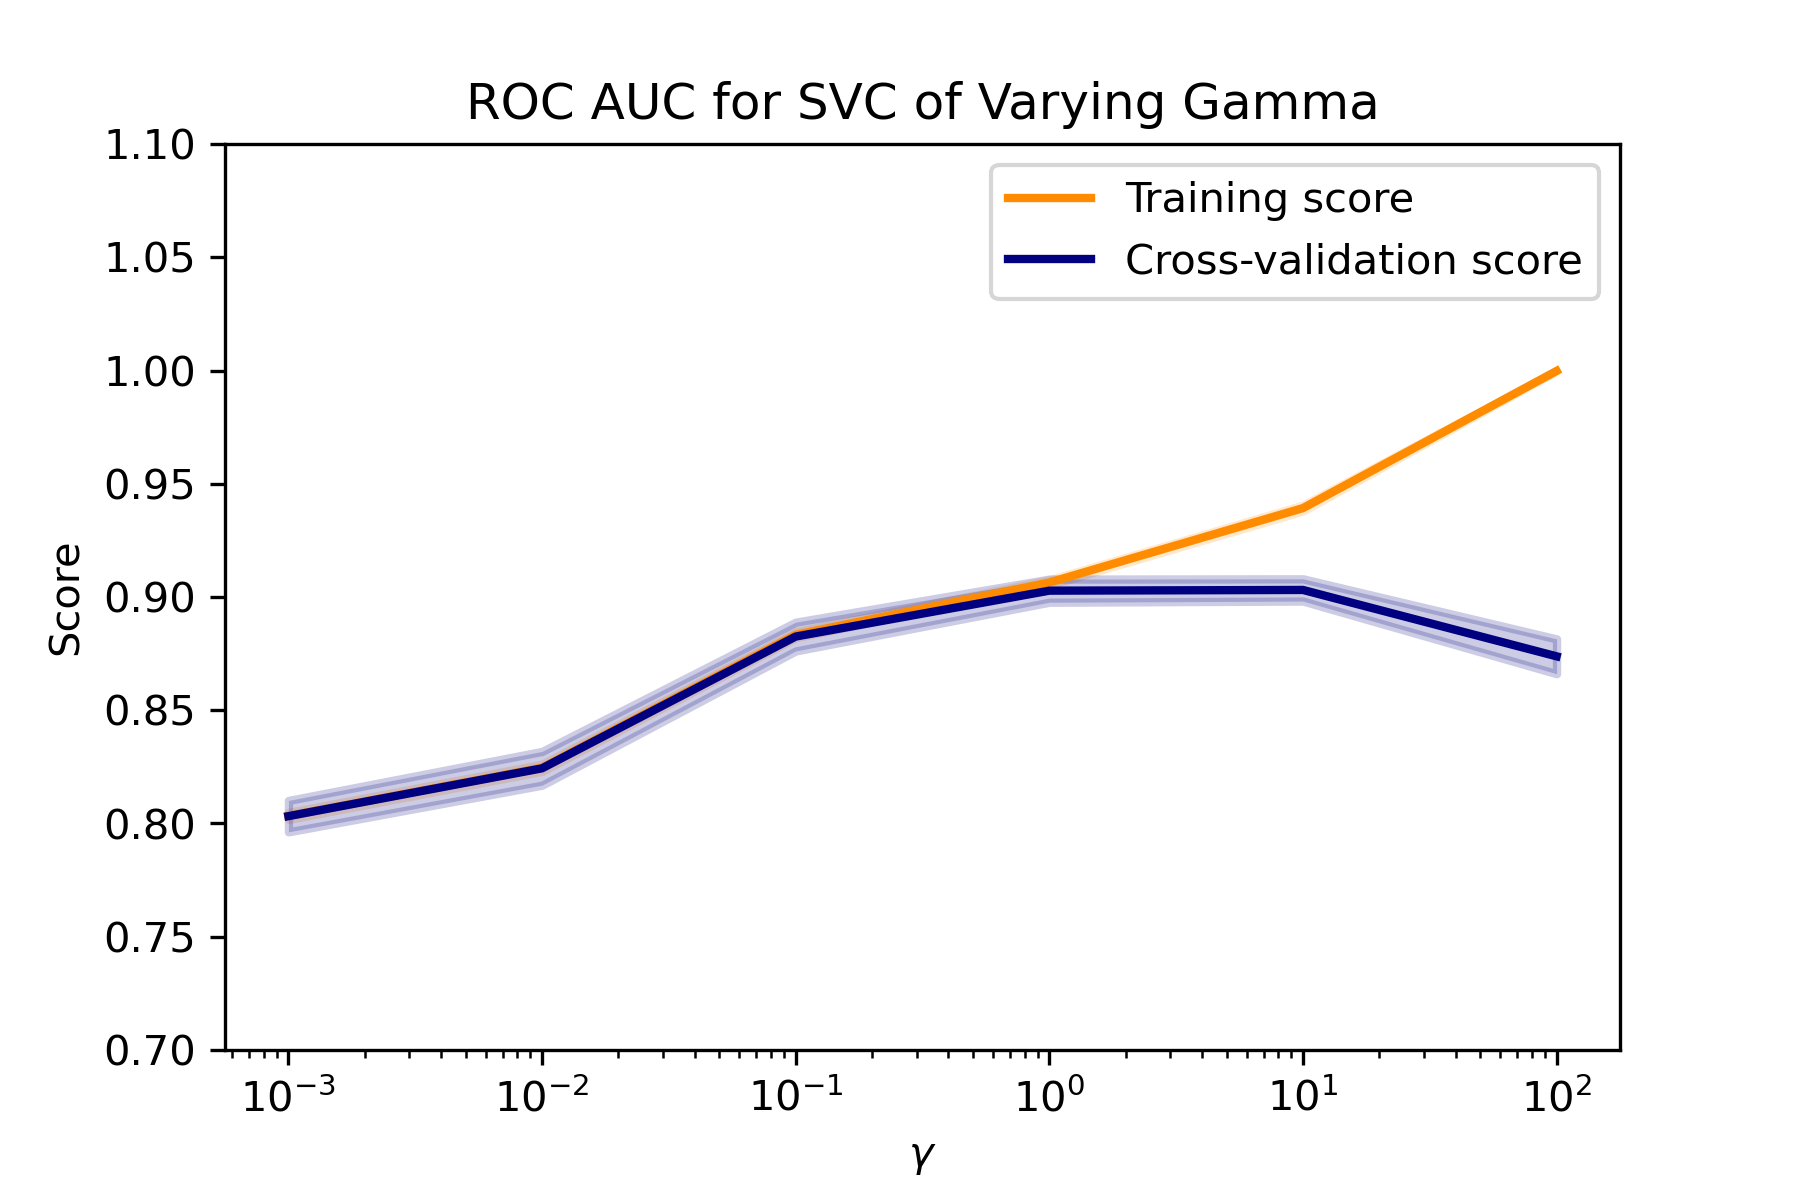 ROC AUC for SVC of Varying Gamma
1.10
1.05
1.00
0.95
0.90
0.85
0.80
0.75
0.70
Score
Training score
Cross-validation score
10⁻³ 10⁻² 10⁻¹ 10⁰ 10¹ 10²
γ